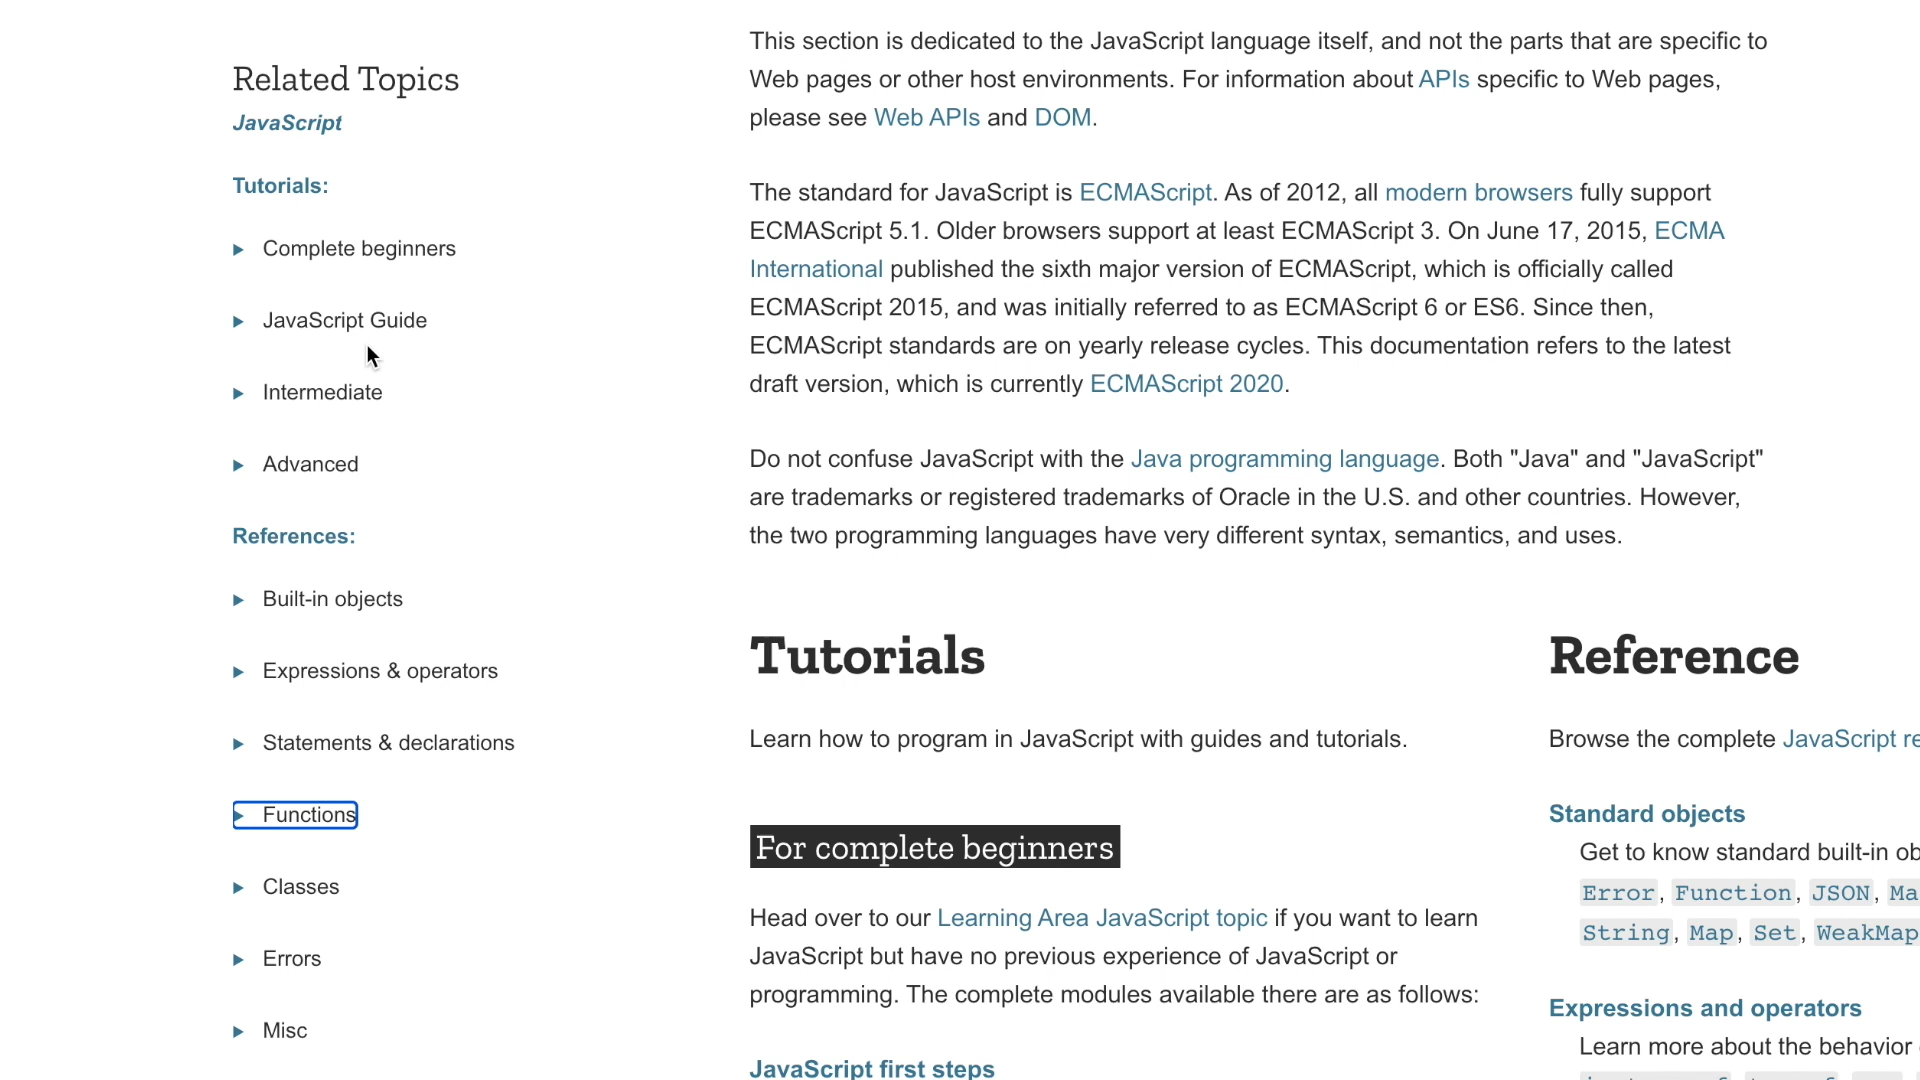 Related Topics
JavaScript
Tutorials:
Complete beginners
JavaScript Guide
Intermediate
Advanced
References:
Built-in objects
Expressions & operators
Statements & declarations
Functions
Classes
Errors
Misc
This section is dedicated to the JavaScript language itself, and not the parts that are specific to
Web pages or other host environments. For information about APIs specific to Web pages,
please see Web APIs and DOM.
The standard for JavaScript is ECMAScript. As of 2012, all modern browsers fully support
ECMAScript 5.1. Older browsers support at least ECMAScript 3. On June 17, 2015, ECMA
International published the sixth major version of ECMAScript, which is officially called
ECMAScript 2015, and was initially referred to as ECMAScript 6 or ES6. Since then,
ECMAScript standards are on yearly release cycles. This documentation refers to the latest
draft version, which is currently ECMAScript 2020.
Do not confuse JavaScript with the Java programming language. Both "Java" and "JavaScript"
are trademarks or registered trademarks of Oracle in the U.S. and other countries. However,
the two programming languages have very different syntax, semantics, and uses.
Tutorials
Learn how to program in JavaScript with guides and tutorials.
For complete beginners
Head over to our Learning Area JavaScript topic if you want to learn
JavaScript but have no previous experience of JavaScript or
programming. The complete modules available there are as follows:
JavaScript first steps
Reference
Browse the complete JavaScript re
Standard objects
Get to know standard built-in ob
Error, Function, JSON, Ma
String, Map, Set, WeakMap
Expressions and operators
Learn more about the behavior